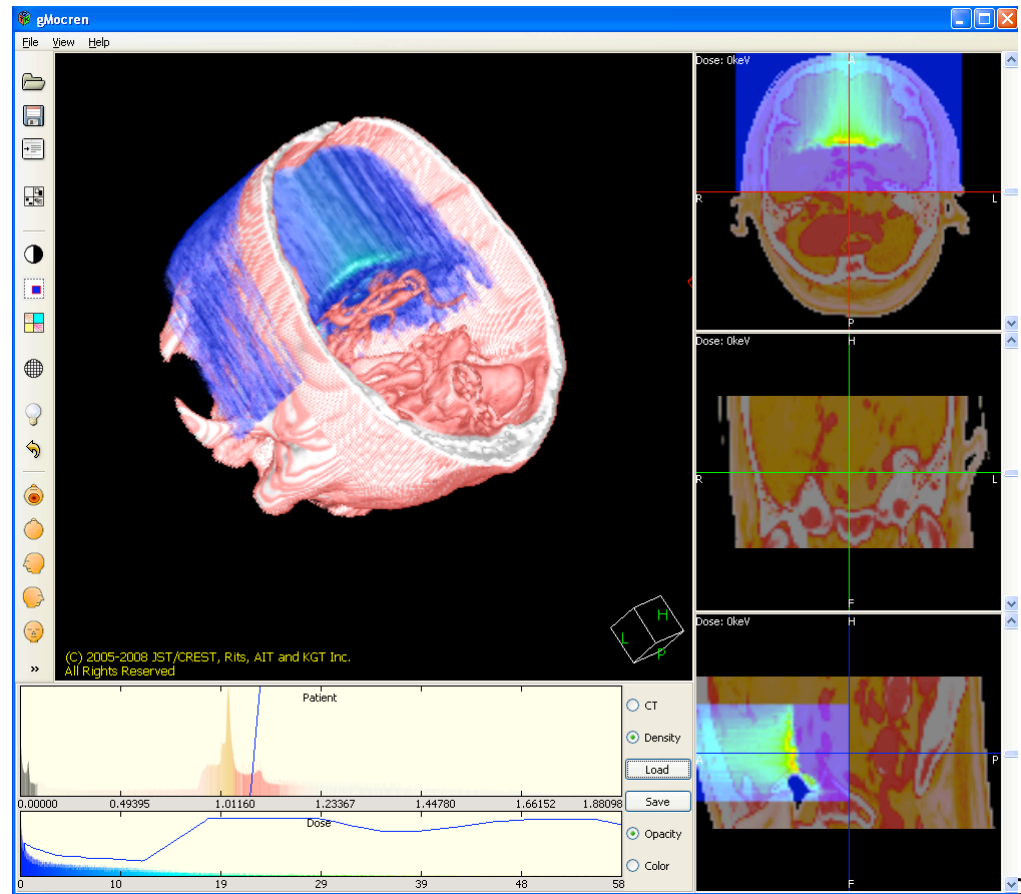 gMocren
File View Help
Dose: 0keV
A
R
L
P
Dose: 0keV
H
R
L
F
Dose: 0keV
H
A
P
F
L
H
P
(C) 2005-2008 JST/CREST, Rits, AIT and KGT Inc.
All Rights Reserved
»
Patient
0.00000 0.49395 1.01160 1.23367 1.44780 1.66152 1.88098
CT
Density
Load
Save
Dose
0 10 19 29 39 48 58
Opacity
Color